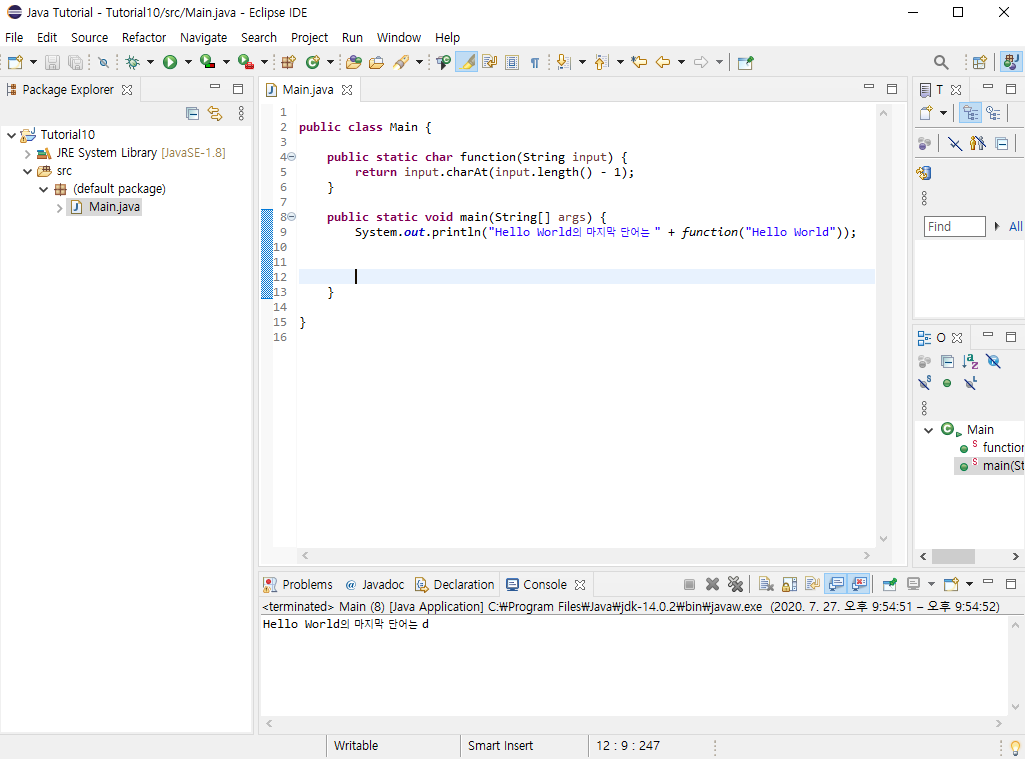 Java Tutorial - Tutorial10/src/Main.java - Eclipse IDE
File Edit Source Refactor Navigate Search Project Run Window Help
Package Explorer
Tutorial10
JRE System Library [JavaSE-1.8]
src
(default package)
Main.java
Main.java
1
2 public class Main {
3
4 public static char function(String input) {
5 return input.charAt(input.length() - 1);
6 }
7
8 public static void main(String[] args) {
9 System.out.println("Hello World의 마지막 단어는 " + function("Hello World"));
10
11
12
13 }
14
15 }
16
T
Find All
O
Main
function
main(St
Problems @ Javadoc Declaration Console
<terminated> Main (8) [Java Application] C:₩Program Files₩Java₩jdk-14.0.2₩bin₩javaw.exe (2020. 7. 27. 오후 9:54:51 – 오후 9:54:52)
Hello World의 마지막 단어는 d
Writable Smart Insert 12 : 9 : 247